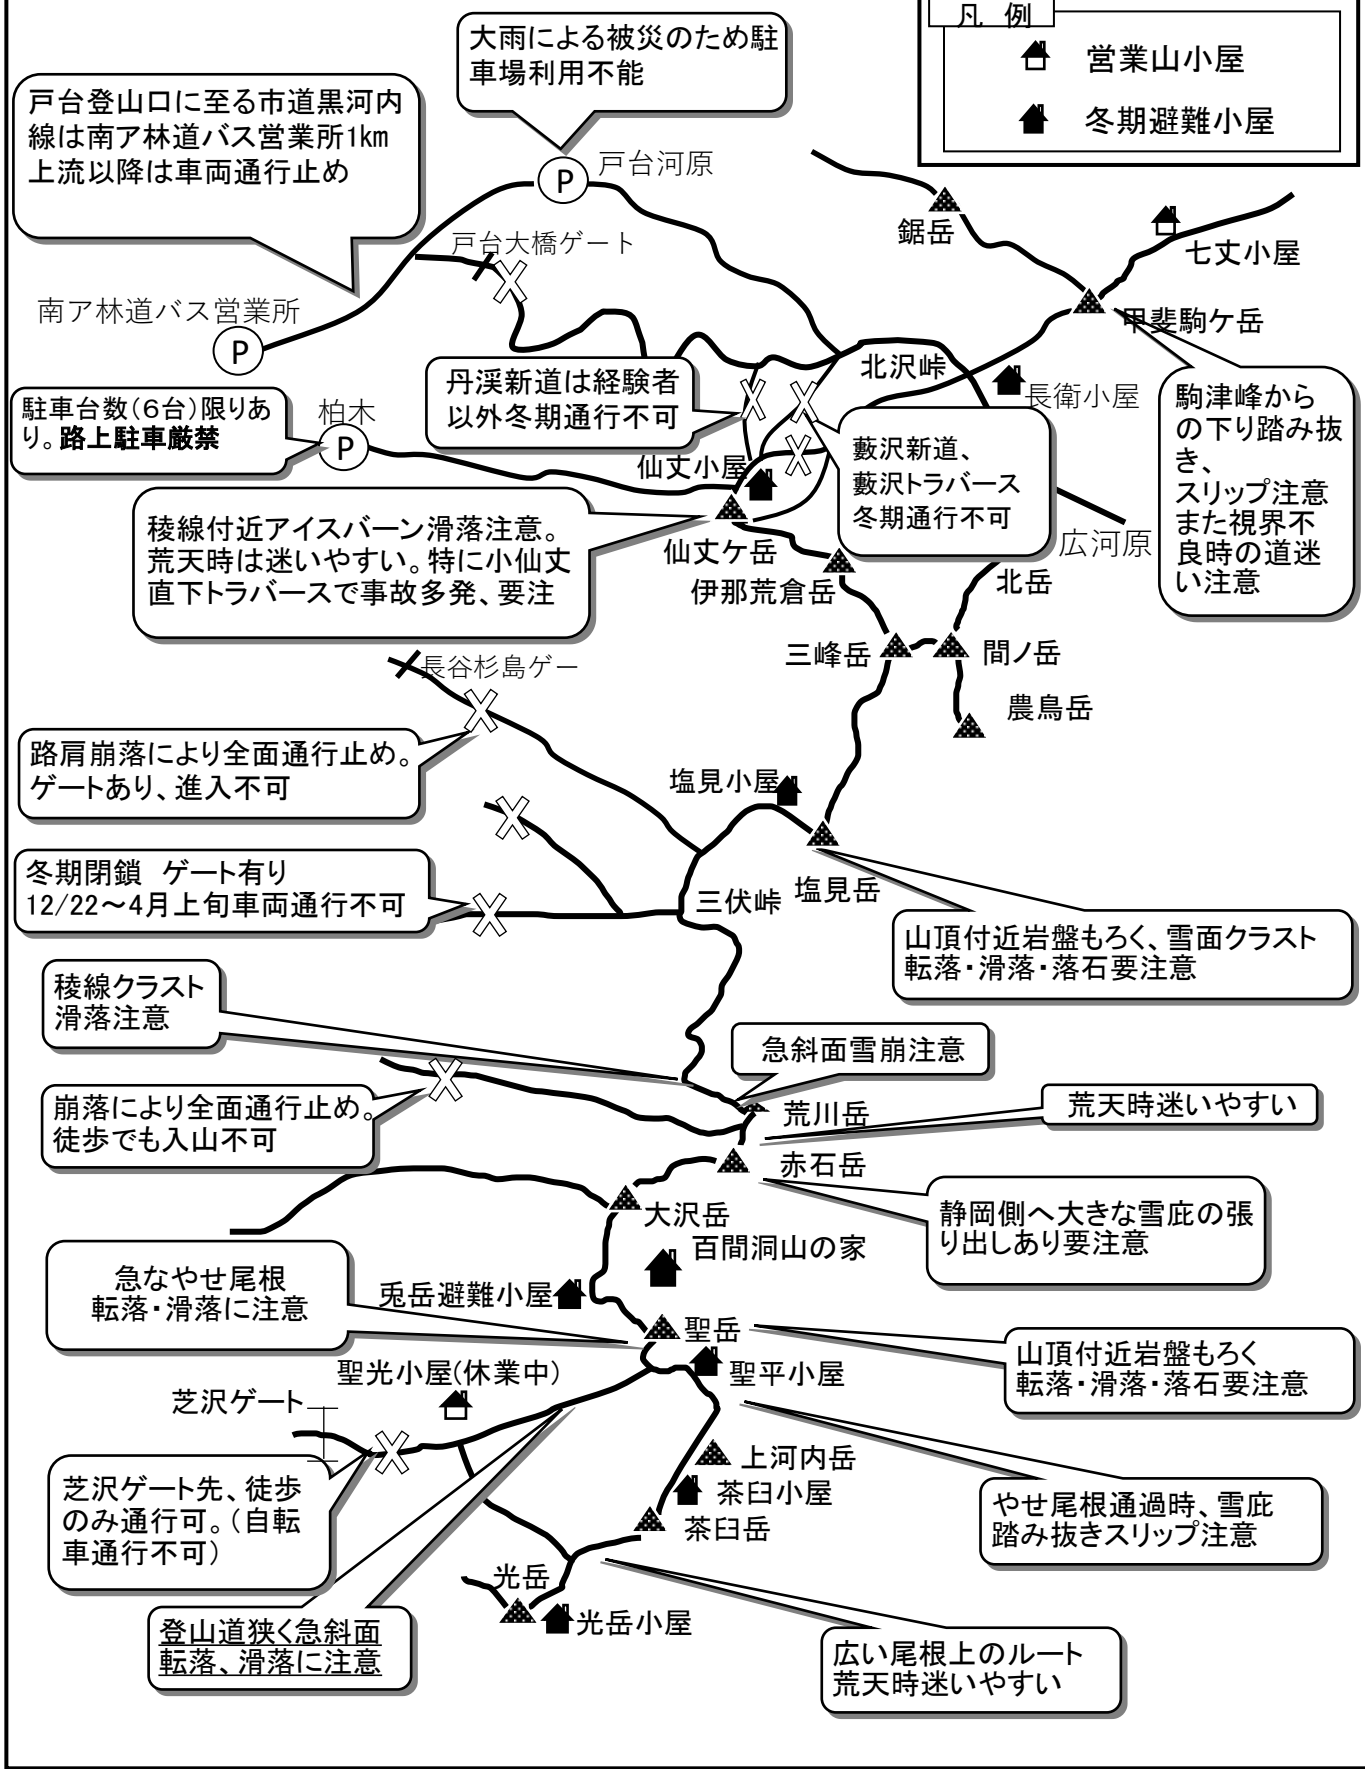 凡 例
営業山小屋
冬期避難小屋
大雨による被災のため駐
車場利用不能
戸台登山口に至る市道黒河内
線は南ア林道バス営業所1km
上流以降は車両通行止め
P
戸台河原
鋸岳
七丈小屋
戸台大橋ゲート
南ア林道バス営業所
P
甲斐駒ケ岳
北沢峠
長衛小屋
丹渓新道は経験者
以外冬期通行不可
駒津峰から
の下り踏み抜
き、
スリップ注意
また視界不
良時の道迷
い注意
駐車台数（６台）限りあ
り。路上駐車厳禁
柏木
P
仙丈小屋
藪沢新道、
藪沢トラバース
冬期通行不可
稜線付近アイスバーン滑落注意。
荒天時は迷いやすい。特に小仙丈
直下トラバースで事故多発、要注
仙丈ケ岳
広河原
伊那荒倉岳
北岳
三峰岳
間ノ岳
長谷杉島ゲー
農鳥岳
路肩崩落により全面通行止め。
ゲートあり、進入不可
塩見小屋
冬期閉鎖 ゲート有り
12/22～4月上旬車両通行不可
三伏峠
塩見岳
山頂付近岩盤もろく、雪面クラスト
転落・滑落・落石要注意
稜線クラスト
滑落注意
急斜面雪崩注意
崩落により全面通行止め。
徒歩でも入山不可
荒川岳
荒天時迷いやすい
赤石岳
大沢岳
静岡側へ大きな雪庇の張
り出しあり要注意
百間洞山の家
急なやせ尾根
転落・滑落に注意
兎岳避難小屋
聖岳
山頂付近岩盤もろく
転落・滑落・落石要注意
聖光小屋(休業中)
聖平小屋
芝沢ゲート
上河内岳
芝沢ゲート先、徒歩
のみ通行可。（自転
車通行不可）
茶臼小屋
やせ尾根通過時、雪庇
踏み抜きスリップ注意
茶臼岳
光岳
光岳小屋
登山道狭く急斜面
転落、滑落に注意
広い尾根上のルート
荒天時迷いやすい